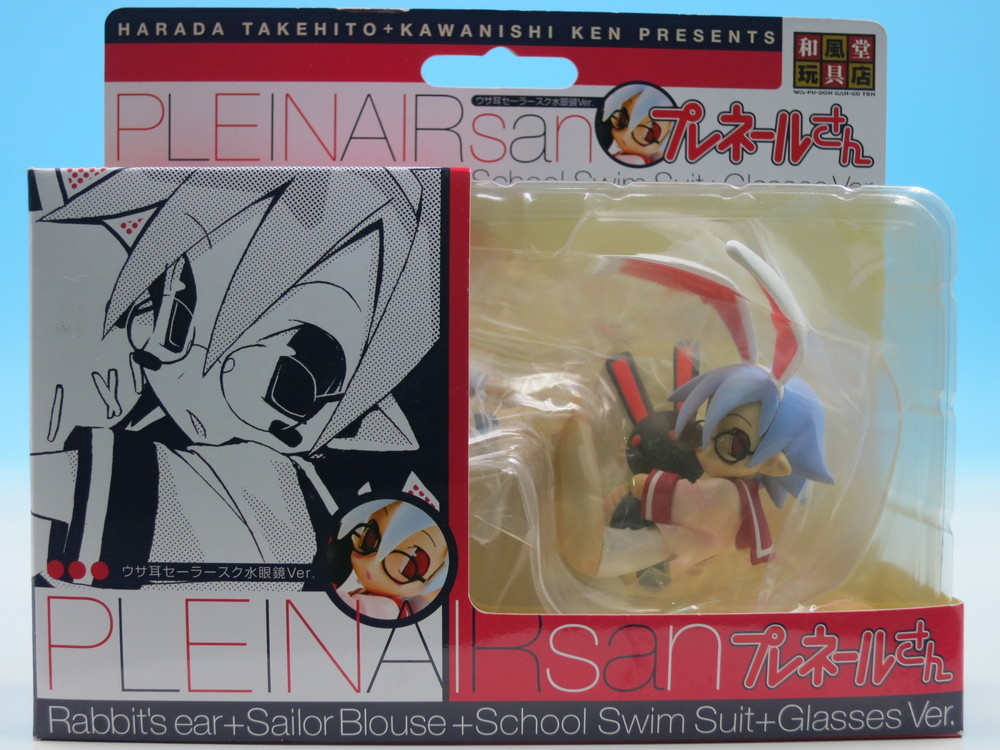 HARADA TAKEHITO+KAWANISHI KEN PRESENTS
和風堂
玩具店
WA-FU-DOH GAN-GU TEN
PLEINAIRsan
ウサ耳セーラースク水眼鏡Ver.
プレネールさん
School Swim Suit+Glasses Ver.
ウサ耳セーラースク水眼鏡Ver.
PLEINAIRsan プレネールさん
Rabbit's ear+Sailor Blouse+School Swim Suit+Glasses Ver.